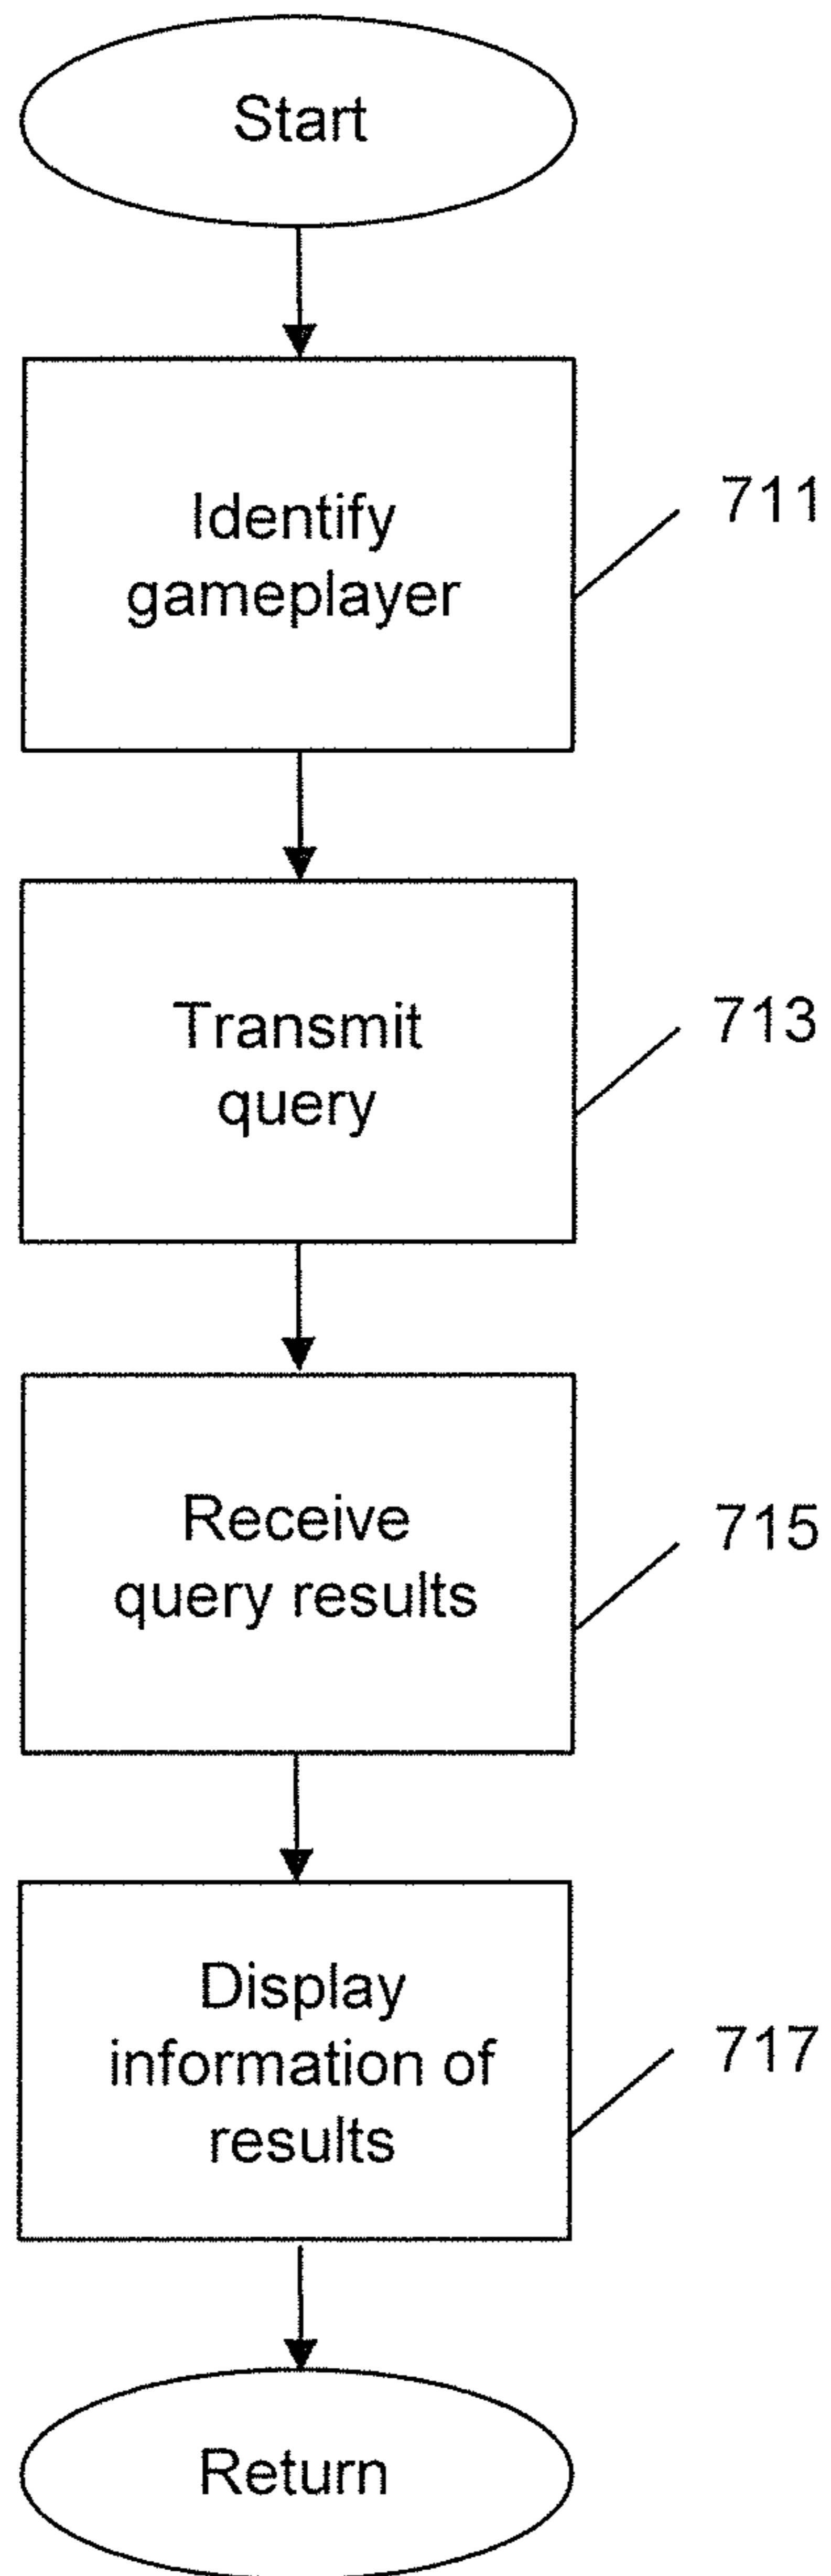 Start
Identify
gameplayer
711
Transmit
query
713
Receive
query results
715
Display
information of
results
717
Return